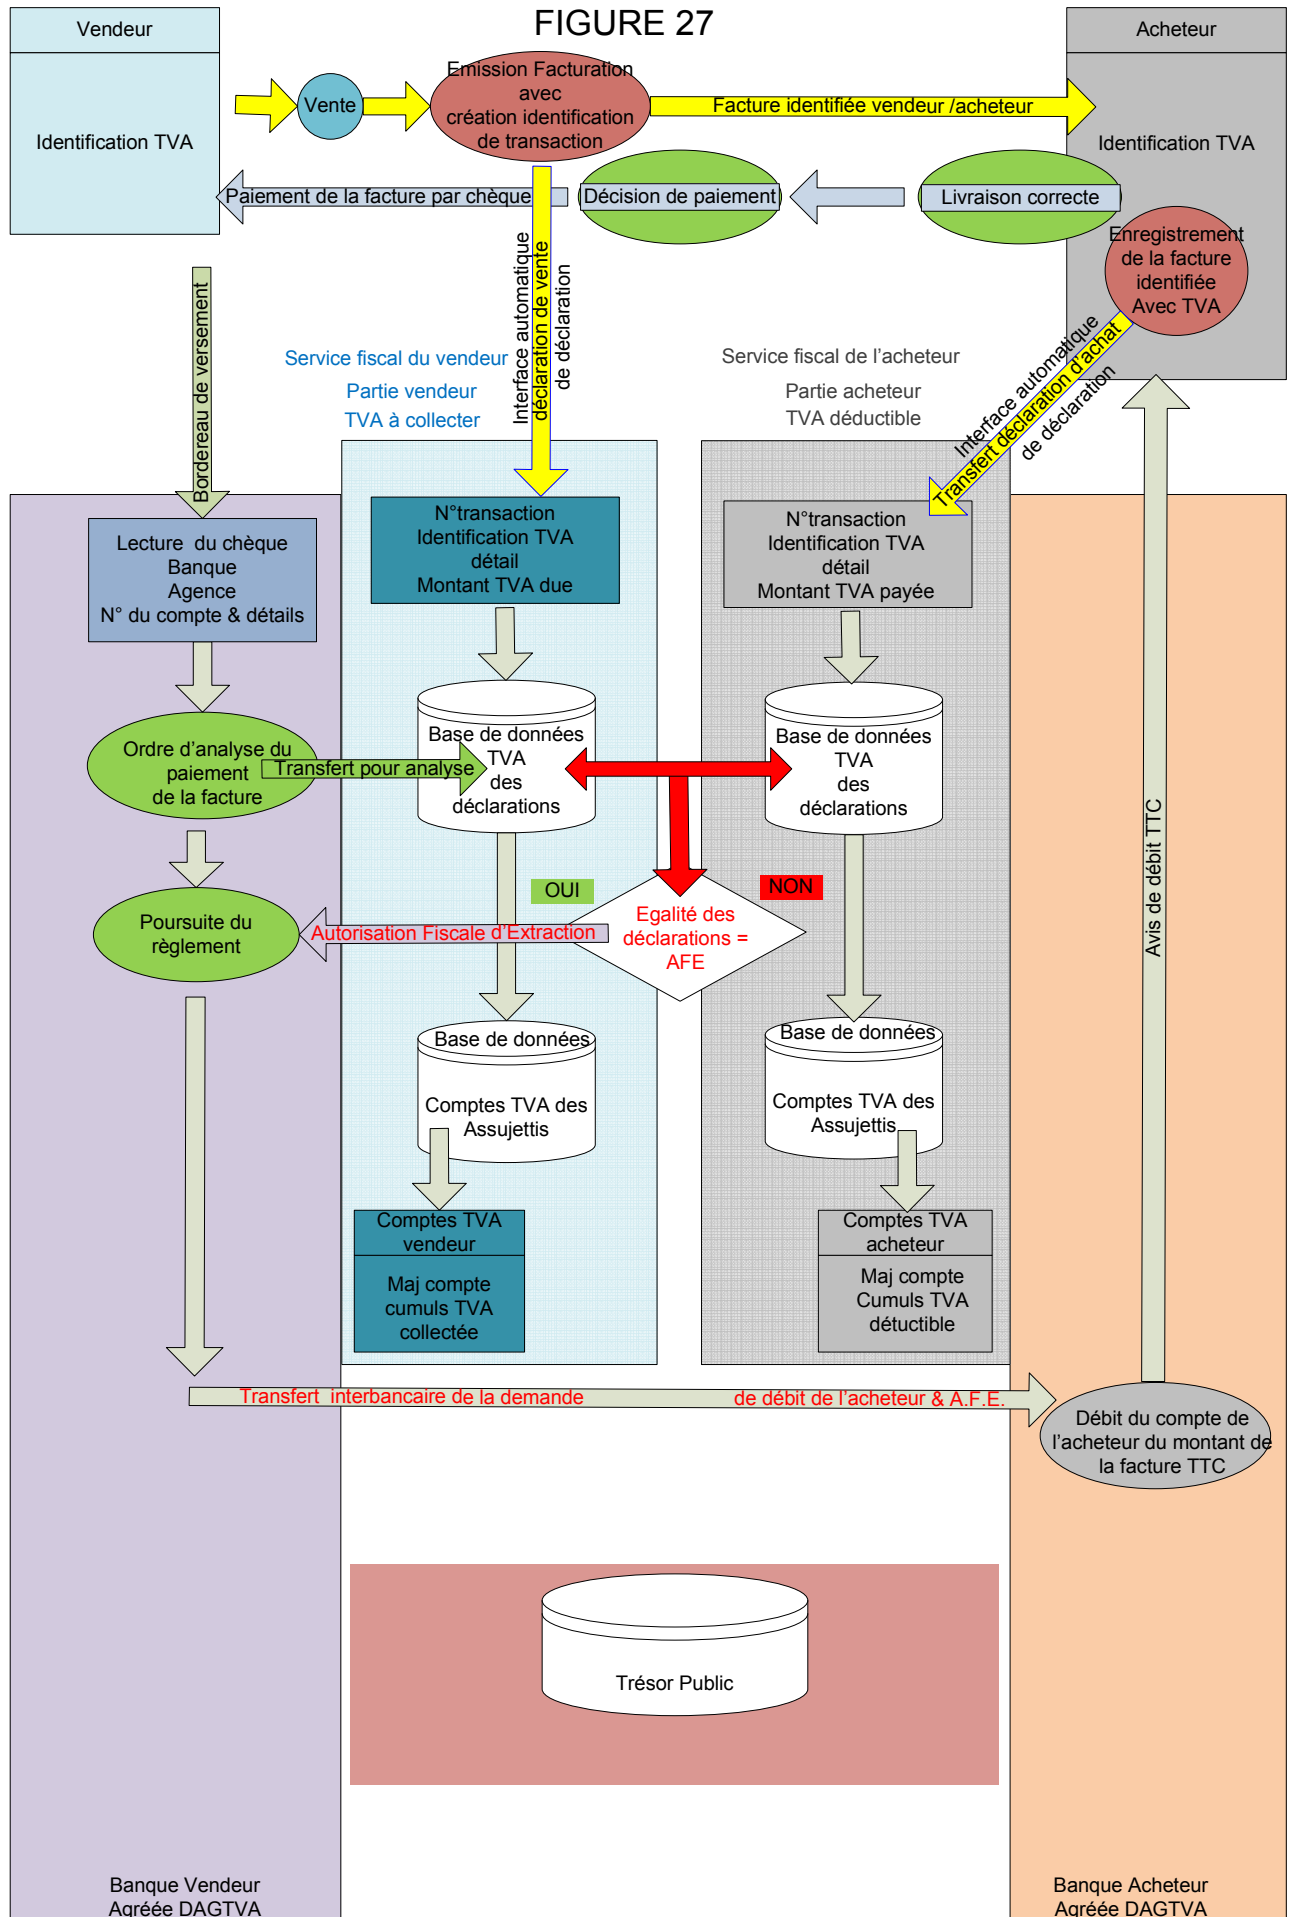 FIGURE 27
Vendeur
Identification TVA
Vente
Emission Facturation
avec
création identification
de transaction
Facture identifiée vendeur /acheteur
Acheteur
Identification TVA
Paiement de la facture par chèque
Décision de paiement
Livraison correcte
Enregistrement
de la facture
identifiée
Avec TVA
Bordereau de versement
Interface automatique
déclaration de vente
de déclaration
Interface automatique
Transfert déclaration d'achat
de déclaration
Service fiscal du vendeur
Partie vendeur
TVA à collecter
Service fiscal de l'acheteur
Partie acheteur
TVA déductible
Lecture du chèque
Banque
Agence
N° du compte & détails
N°transaction
Identification TVA
détail
Montant TVA due
N°transaction
Identification TVA
détail
Montant TVA payée
Ordre d'analyse du
paiement
de la facture
Transfert pour analyse
Base de données
TVA
des
déclarations
Base de données
TVA
des
déclarations
OUI
NON
Egalité des
déclarations =
AFE
Autorisation Fiscale d'Extraction
Poursuite du
règlement
Avis de débit TTC
Base de données
Comptes TVA des
Assujettis
Base de données
Comptes TVA des
Assujettis
Comptes TVA
vendeur
Maj compte
cumuls TVA
collectée
Comptes TVA
acheteur
Maj compte
Cumuls TVA
détuctible
Transfert interbancaire de la demande de débit de l'acheteur & A.F.E.
Débit du compte de
l'acheteur du montant de
la facture TTC
Trésor Public
Banque Vendeur
Agréée DAGTVA
Banque Acheteur
Agréée DAGTVA